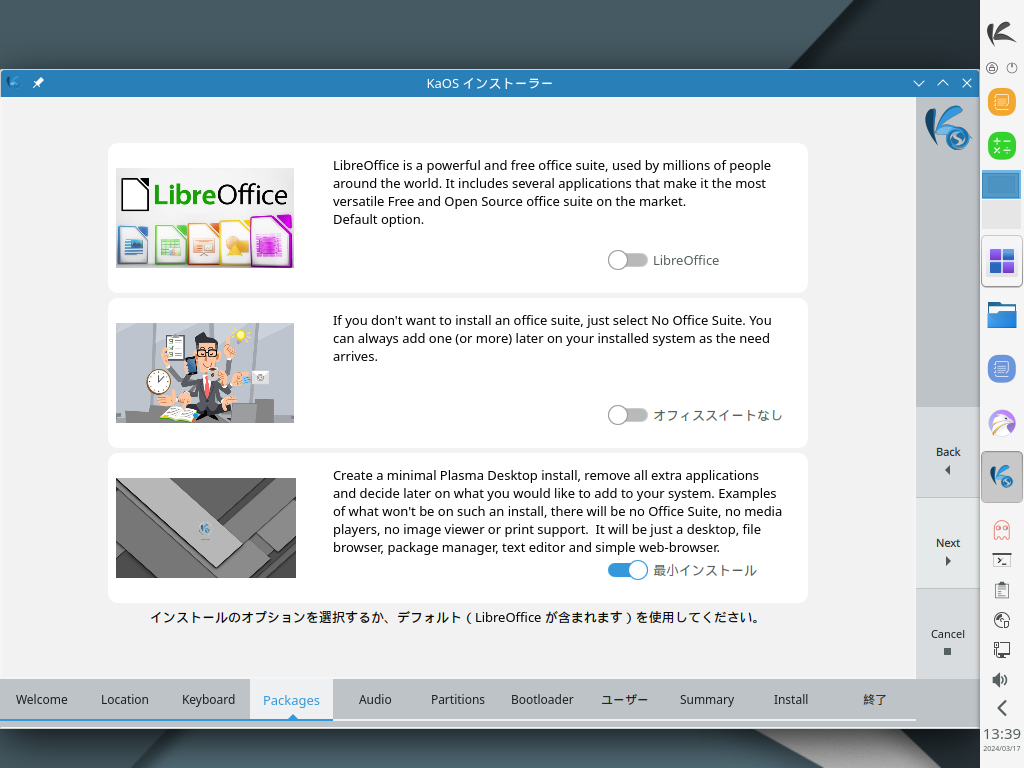 KaOS インストーラー
LibreOffice
LibreOffice is a powerful and free office suite, used by millions of people
around the world. It includes several applications that make it the most
versatile Free and Open Source office suite on the market.
Default option.
LibreOffice
If you don't want to install an office suite, just select No Office Suite. You
can always add one (or more) later on your installed system as the need
arrives.
オフィススイートなし
Create a minimal Plasma Desktop install, remove all extra applications
and decide later on what you would like to add to your system. Examples
of what won't be on such an install, there will be no Office Suite, no media
players, no image viewer or print support.  It will be just a desktop, file
browser, package manager, text editor and simple web-browser.
最小インストール
インストールのオプションを選択するか、デフォルト ( LibreOffice が含まれます ) を使用してください。
Back
Next
Cancel
Welcome
Location
Keyboard
Packages
Audio
Partitions
Bootloader
ユーザー
Summary
Install
終了
13:39
2024/03/17